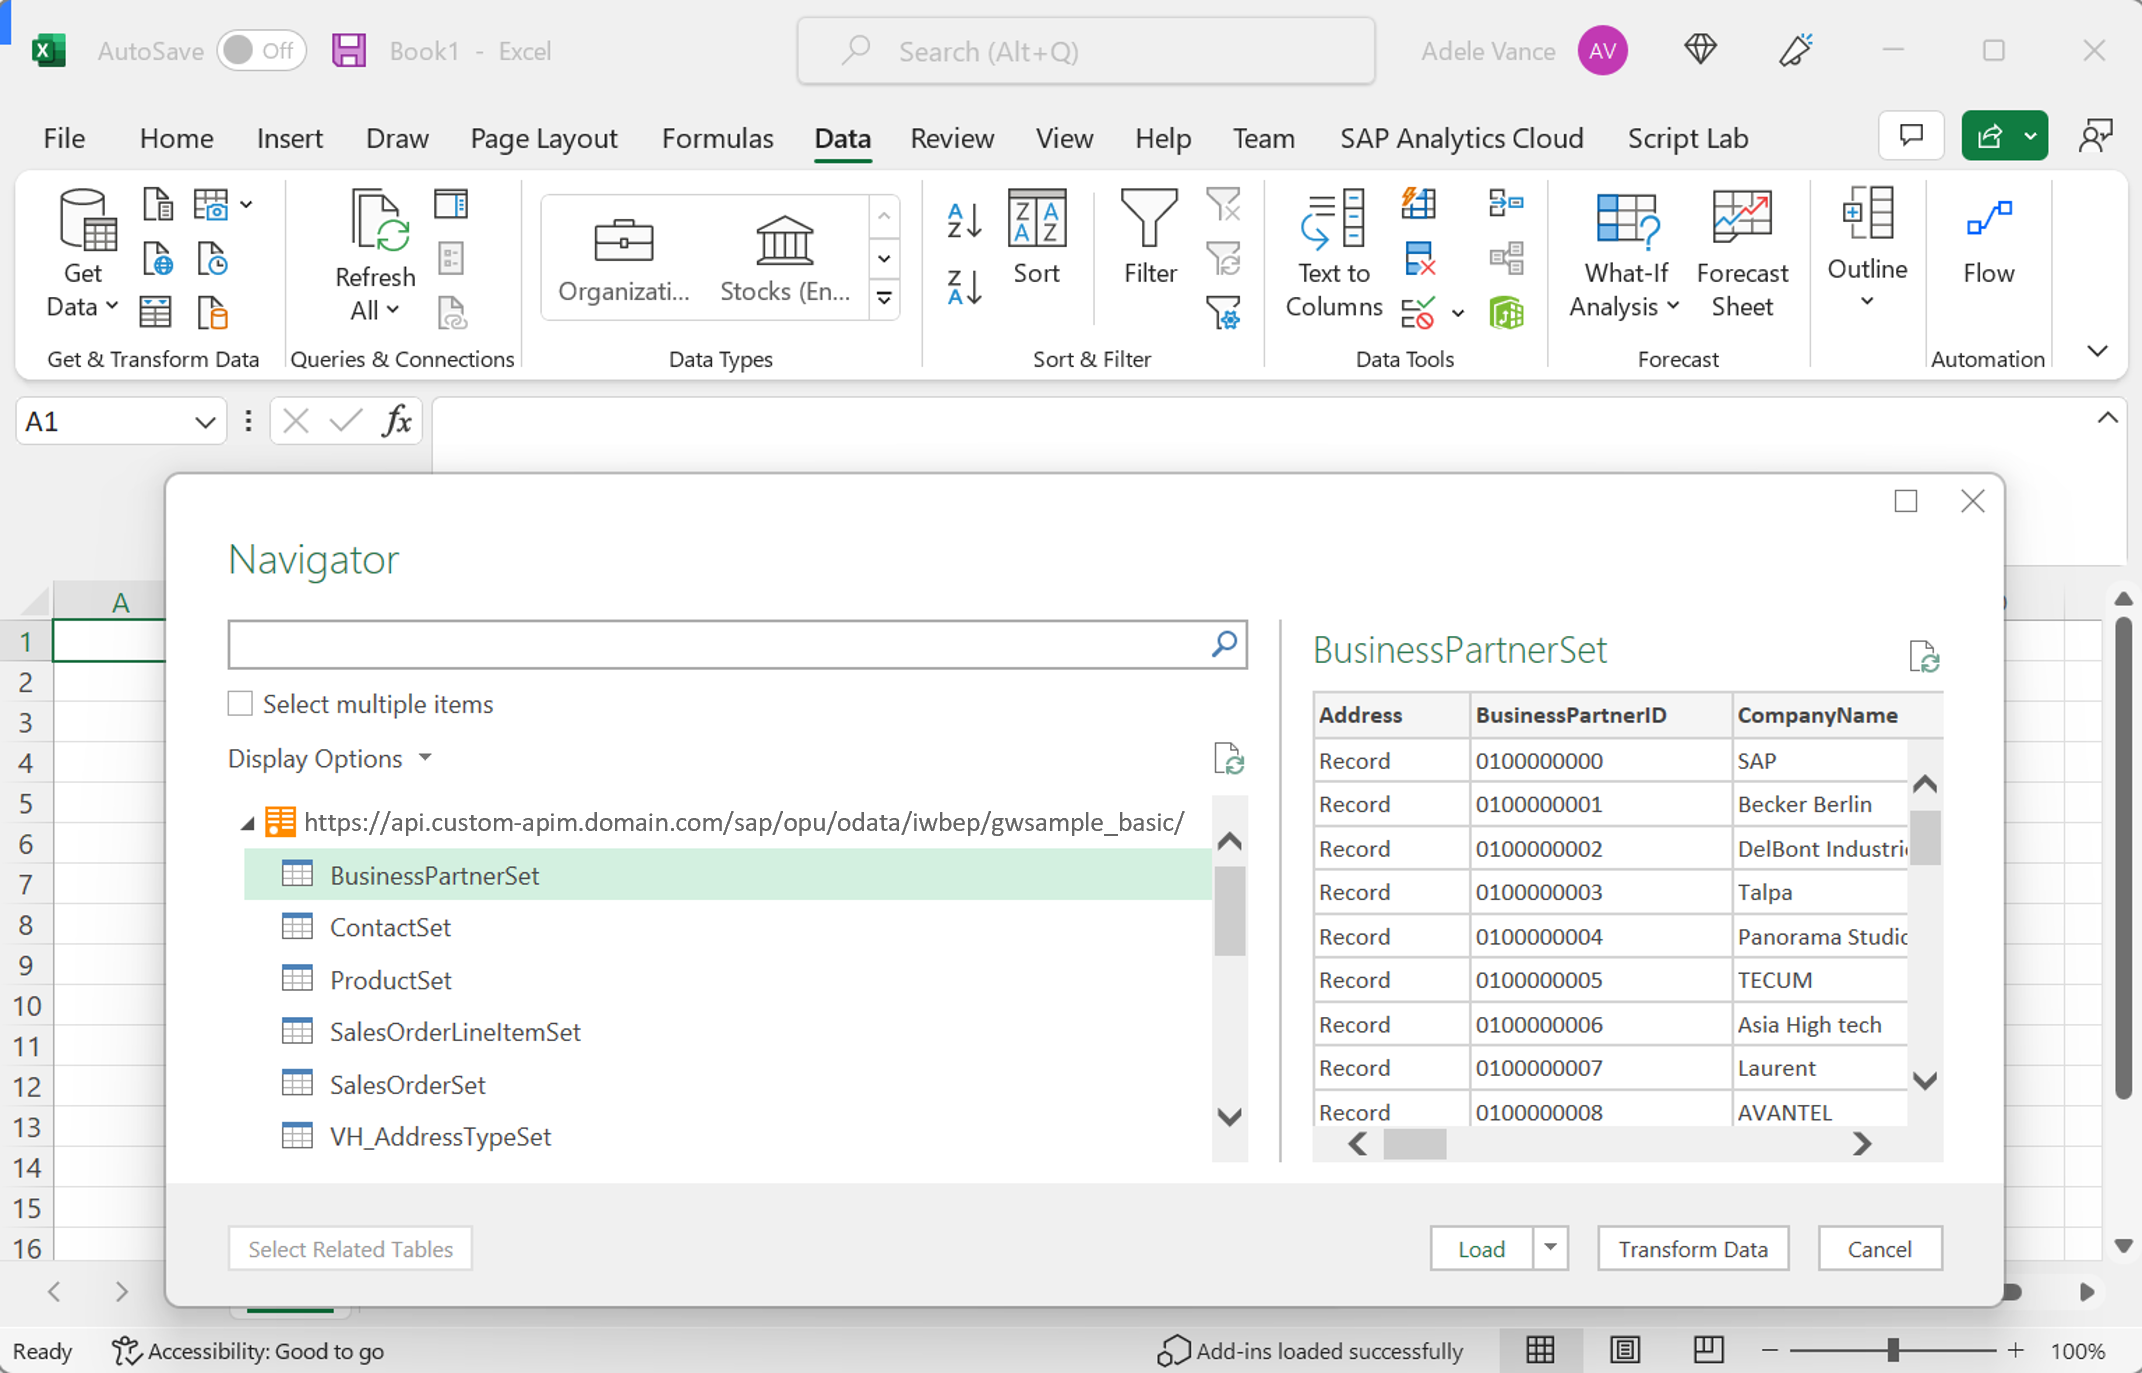 AutoSave Off Book1 - Excel Search (Alt+Q) Adele Vance AV
File Home Insert Draw Page Layout Formulas Data Review View Help Team SAP Analytics Cloud Script Lab
Get Data
Refresh All
Organizati...
Stocks (En...
Sort
Filter
Text to Columns
What-If Analysis
Forecast Sheet
Outline
Flow
Get & Transform Data Queries & Connections Data Types Sort & Filter Data Tools Forecast Automation
A1 fx
A
1
2
3
4
5
6
7
8
9
10
11
12
13
14
15
16
Navigator
Select multiple items
Display Options
https://api.custom-apim.domain.com/sap/opu/odata/iwbep/gwsample_basic/
BusinessPartnerSet
ContactSet
ProductSet
SalesOrderLineItemSet
SalesOrderSet
VH_AddressTypeSet
BusinessPartnerSet
Address BusinessPartnerID CompanyName
Record 0100000000 SAP
Record 0100000001 Becker Berlin
Record 0100000002 DelBont Industri
Record 0100000003 Talpa
Record 0100000004 Panorama Studio
Record 0100000005 TECUM
Record 0100000006 Asia High tech
Record 0100000007 Laurent
Record 0100000008 AVANTEL
Select Related Tables Load Transform Data Cancel
Ready Accessibility: Good to go Add-ins loaded successfully 100%